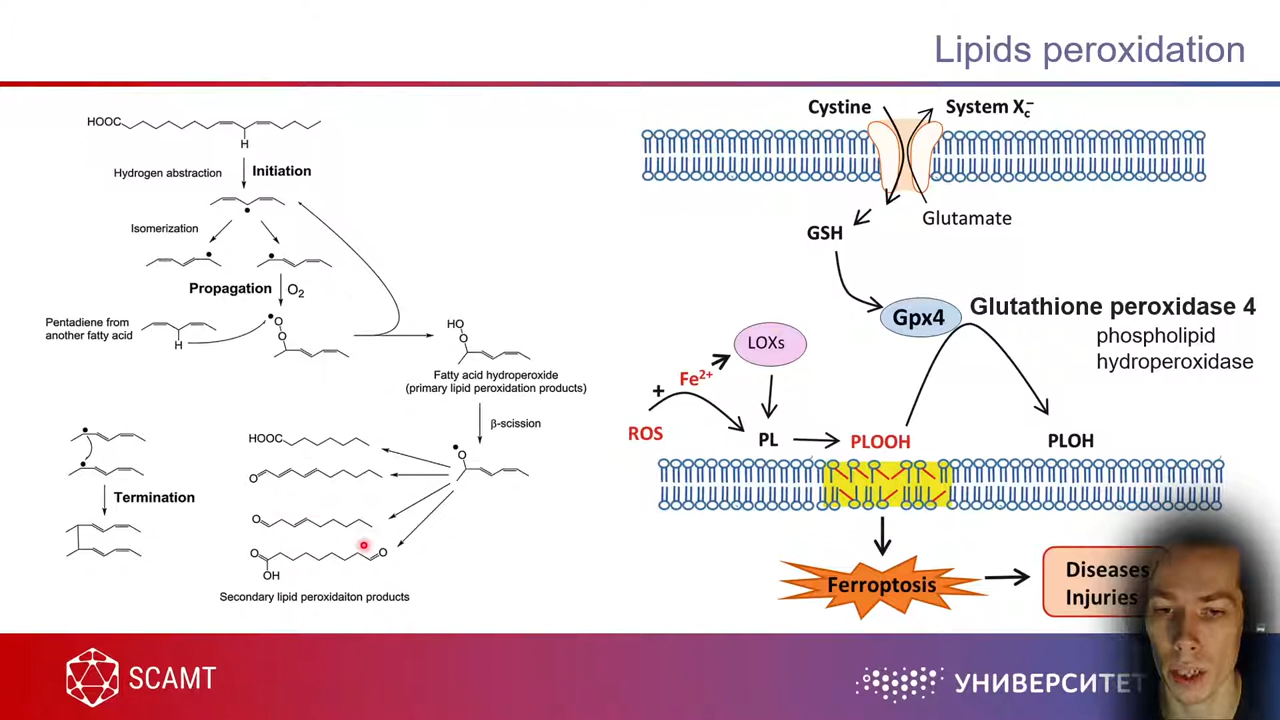 Lipids peroxidation
HOOC
H
Hydrogen abstraction
Initiation
Isomerization
Propagation
O2
Pentadiene from
another fatty acid
H
O
O
HO
O
Fatty acid hydroperoxide
(primary lipid peroxidation products)
β-scission
O
HOOC
O
O
O
OH
O
Secondary lipid peroxidaiton products
Termination
Cystine
System Xc−
Glutamate
GSH
Gpx4
Glutathione peroxidase 4
phospholipid
hydroperoxidase
LOXs
Fe2+
+
ROS
PL
PLOOH
PLOH
Ferroptosis
Diseases/
Injuries
SCAMT
УНИВЕРСИТЕТ